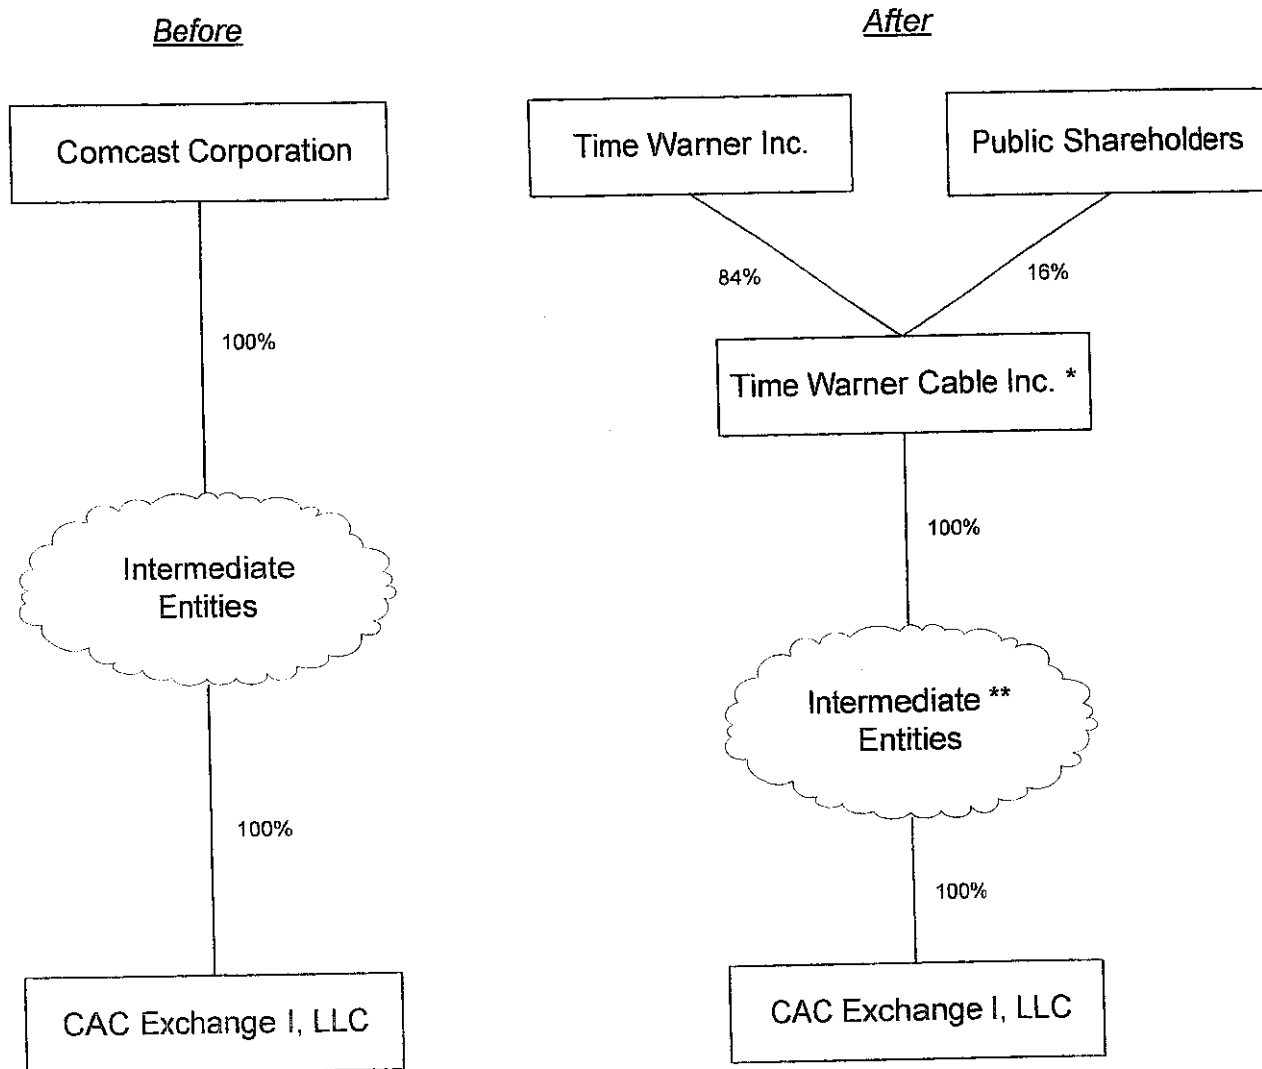 Before
Comcast Corporation
100%
Intermediate
Entities
100%
CAC Exchange I, LLC
After
Time Warner Inc.
Public Shareholders
84%
16%
Time Warner Cable Inc. *
100%
Intermediate **
Entities
100%
CAC Exchange I, LLC